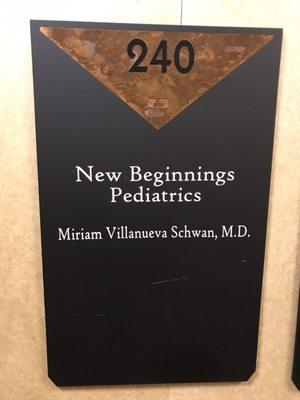 240
New Beginnings
Pediatrics
Miriam Villanueva Schwan, M.D.